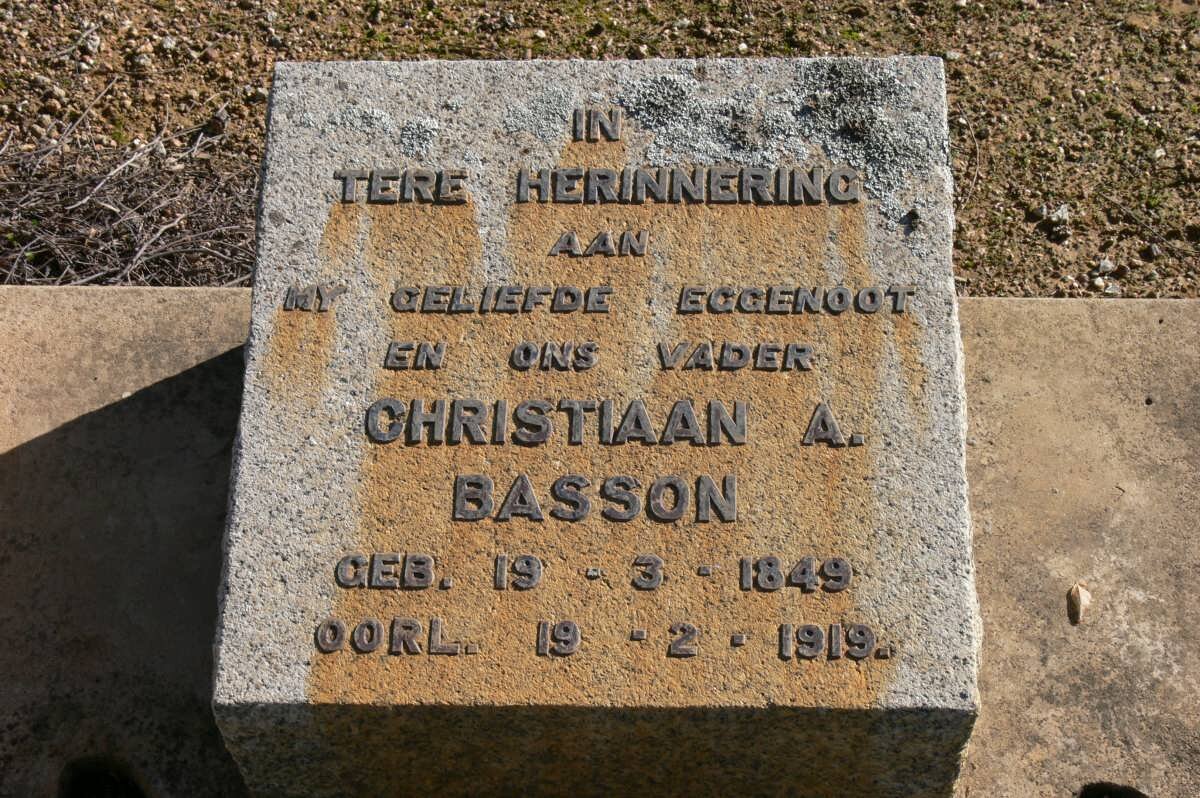 IN
TERE HERINNERING
AAN
MY GELIEFDE EGGENOOT
EN ONS VADER
CHRISTIAAN A.
BASSON
GEB. 19 - 3 - 1849
OORL. 19 - 2 - 1919.